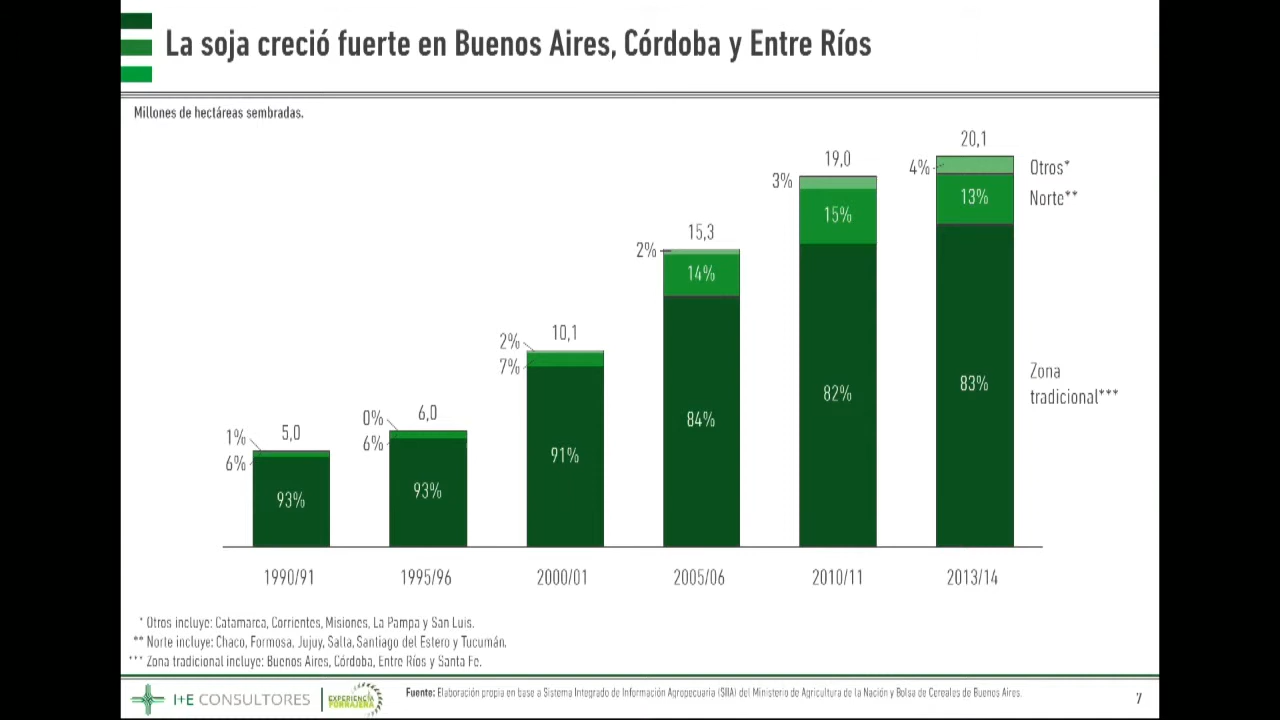 La soja creció fuerte en Buenos Aires, Córdoba y Entre Ríos
Millones de hectáreas sembradas.
20,1
19,0
4%
Otros*
3%
13%
Norte**
15%
15,3
2%
14%
10,1
2%
7%
Zona
tradicional***
83%
82%
84%
6,0
0%
6%
5,0
1%
6%
91%
93%
93%
1990/91 1995/96 2000/01 2005/06 2010/11 2013/14
* Otros incluye: Catamarca, Corrientes, Misiones, La Pampa y San Luis.
** Norte incluye: Chaco, Formosa, Jujuy, Salta, Santiago del Estero y Tucumán.
*** Zona tradicional incluye: Buenos Aires, Córdoba, Entre Ríos y Santa Fe.
I+E CONSULTORES
EXPERIENCIA
FORRAJERA
Fuente: Elaboración propia en base a Sistema Integrado de Información Agropecuaria (SIIA) del Ministerio de Agricultura de la Nación y Bolsa de Cereales de Buenos Aires.
7